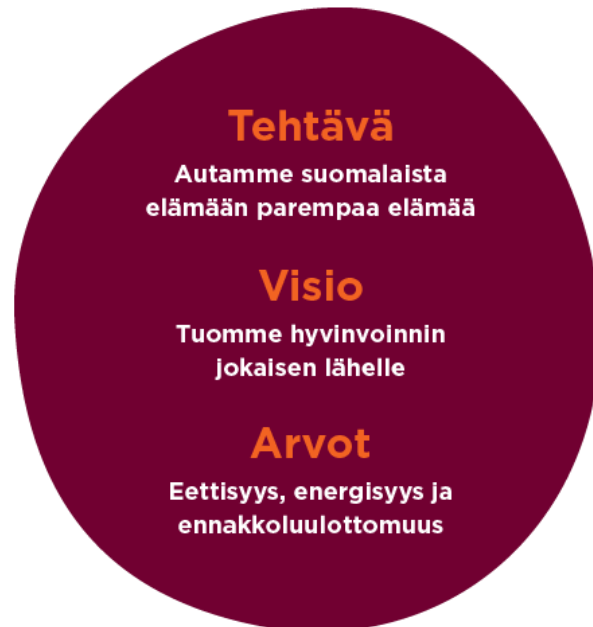 Tehtävä
Autamme suomalaista
elämään parempaa elämää
Visio
Tuomme hyvinvoinnin
jokaisen lähelle
Arvot
Eettisyys, energisyys ja
ennakkoluulottomuus